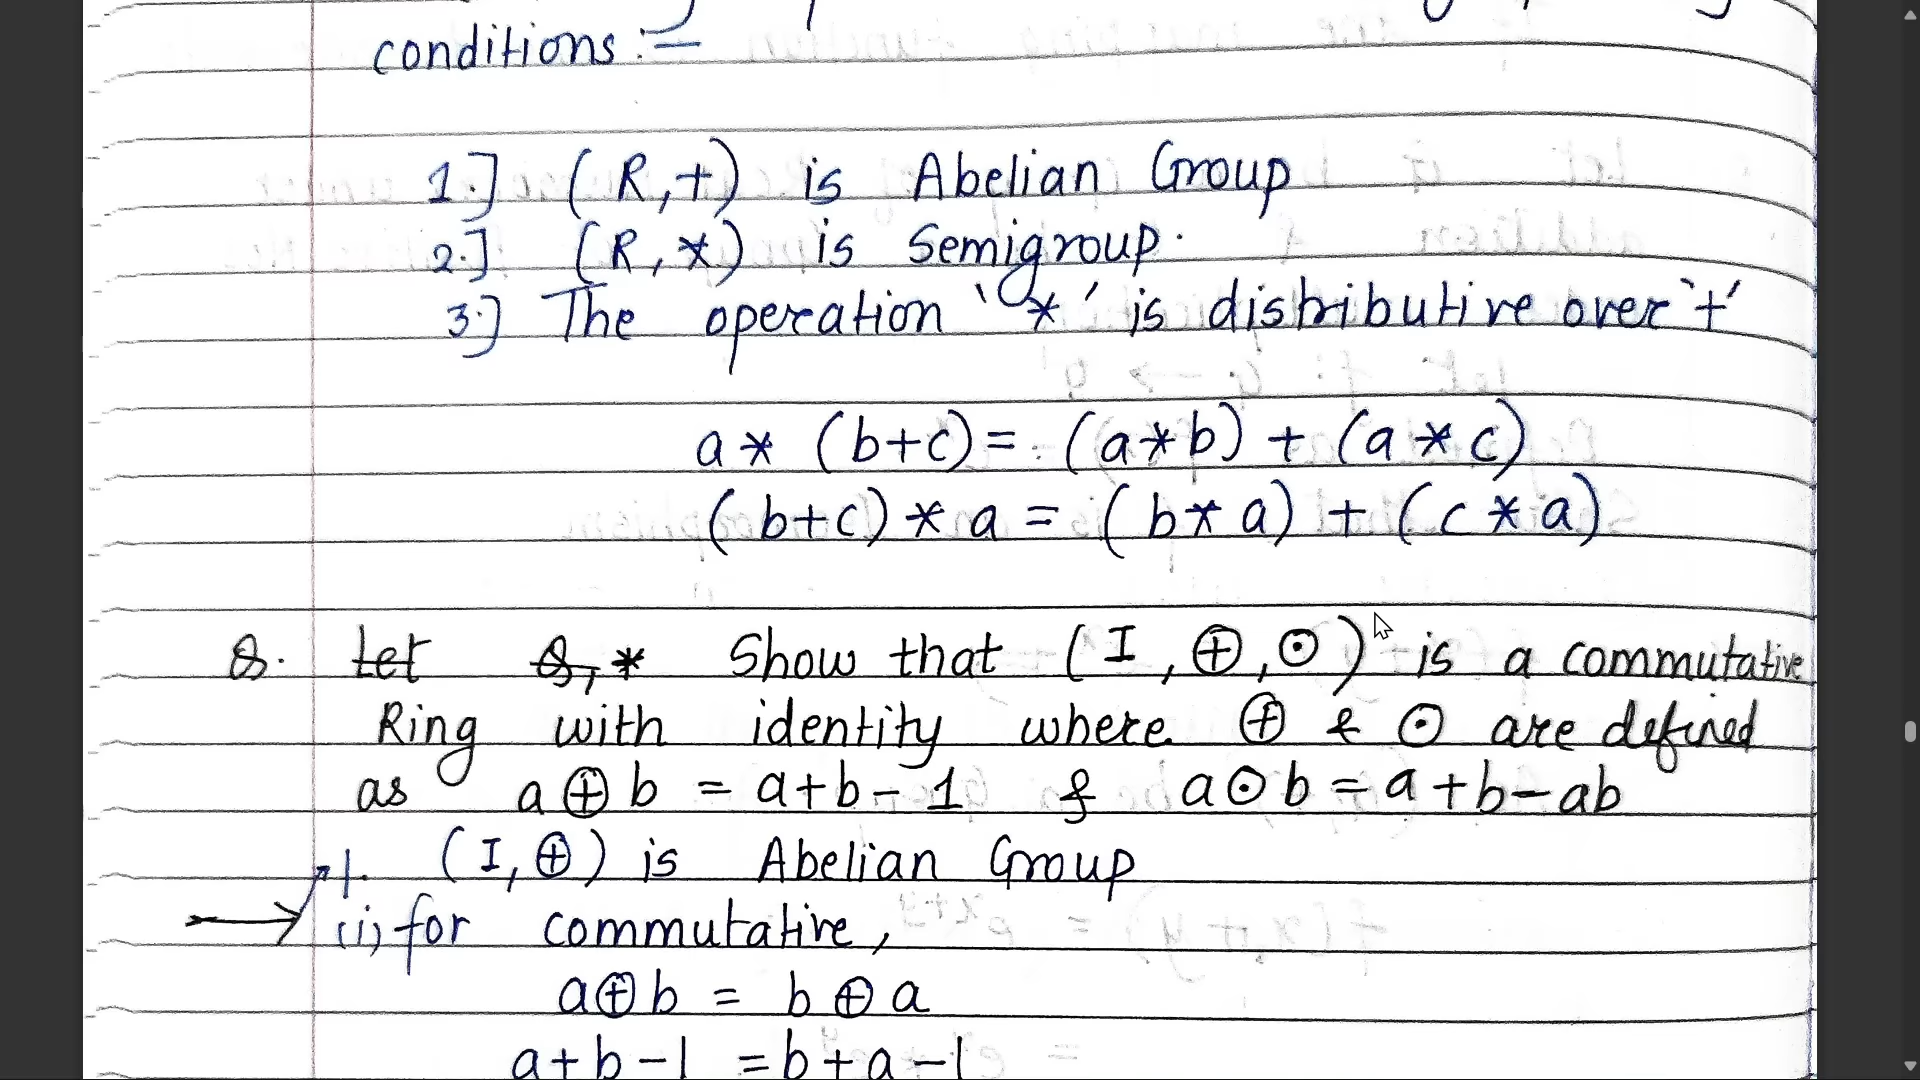 conditions :-
1.] (R,+) is Abelian Group
2.] (R,*) is Semigroup.
3.] The operation '*' is distributive over '+'
a * (b+c) = (a*b) + (a*c)
(b+c) * a = (b*a) + (c*a)
Q. Let Q,* Show that (I,⊕,⊙) is a commutative
Ring with identity where ⊕ & ⊙ are defined
as a⊕b = a+b-1 & a⊙b = a+b-ab
1. (I,⊕) is Abelian Group
(i) for commutative,
a⊕b = b⊕a
a+b-1 = b+a-1